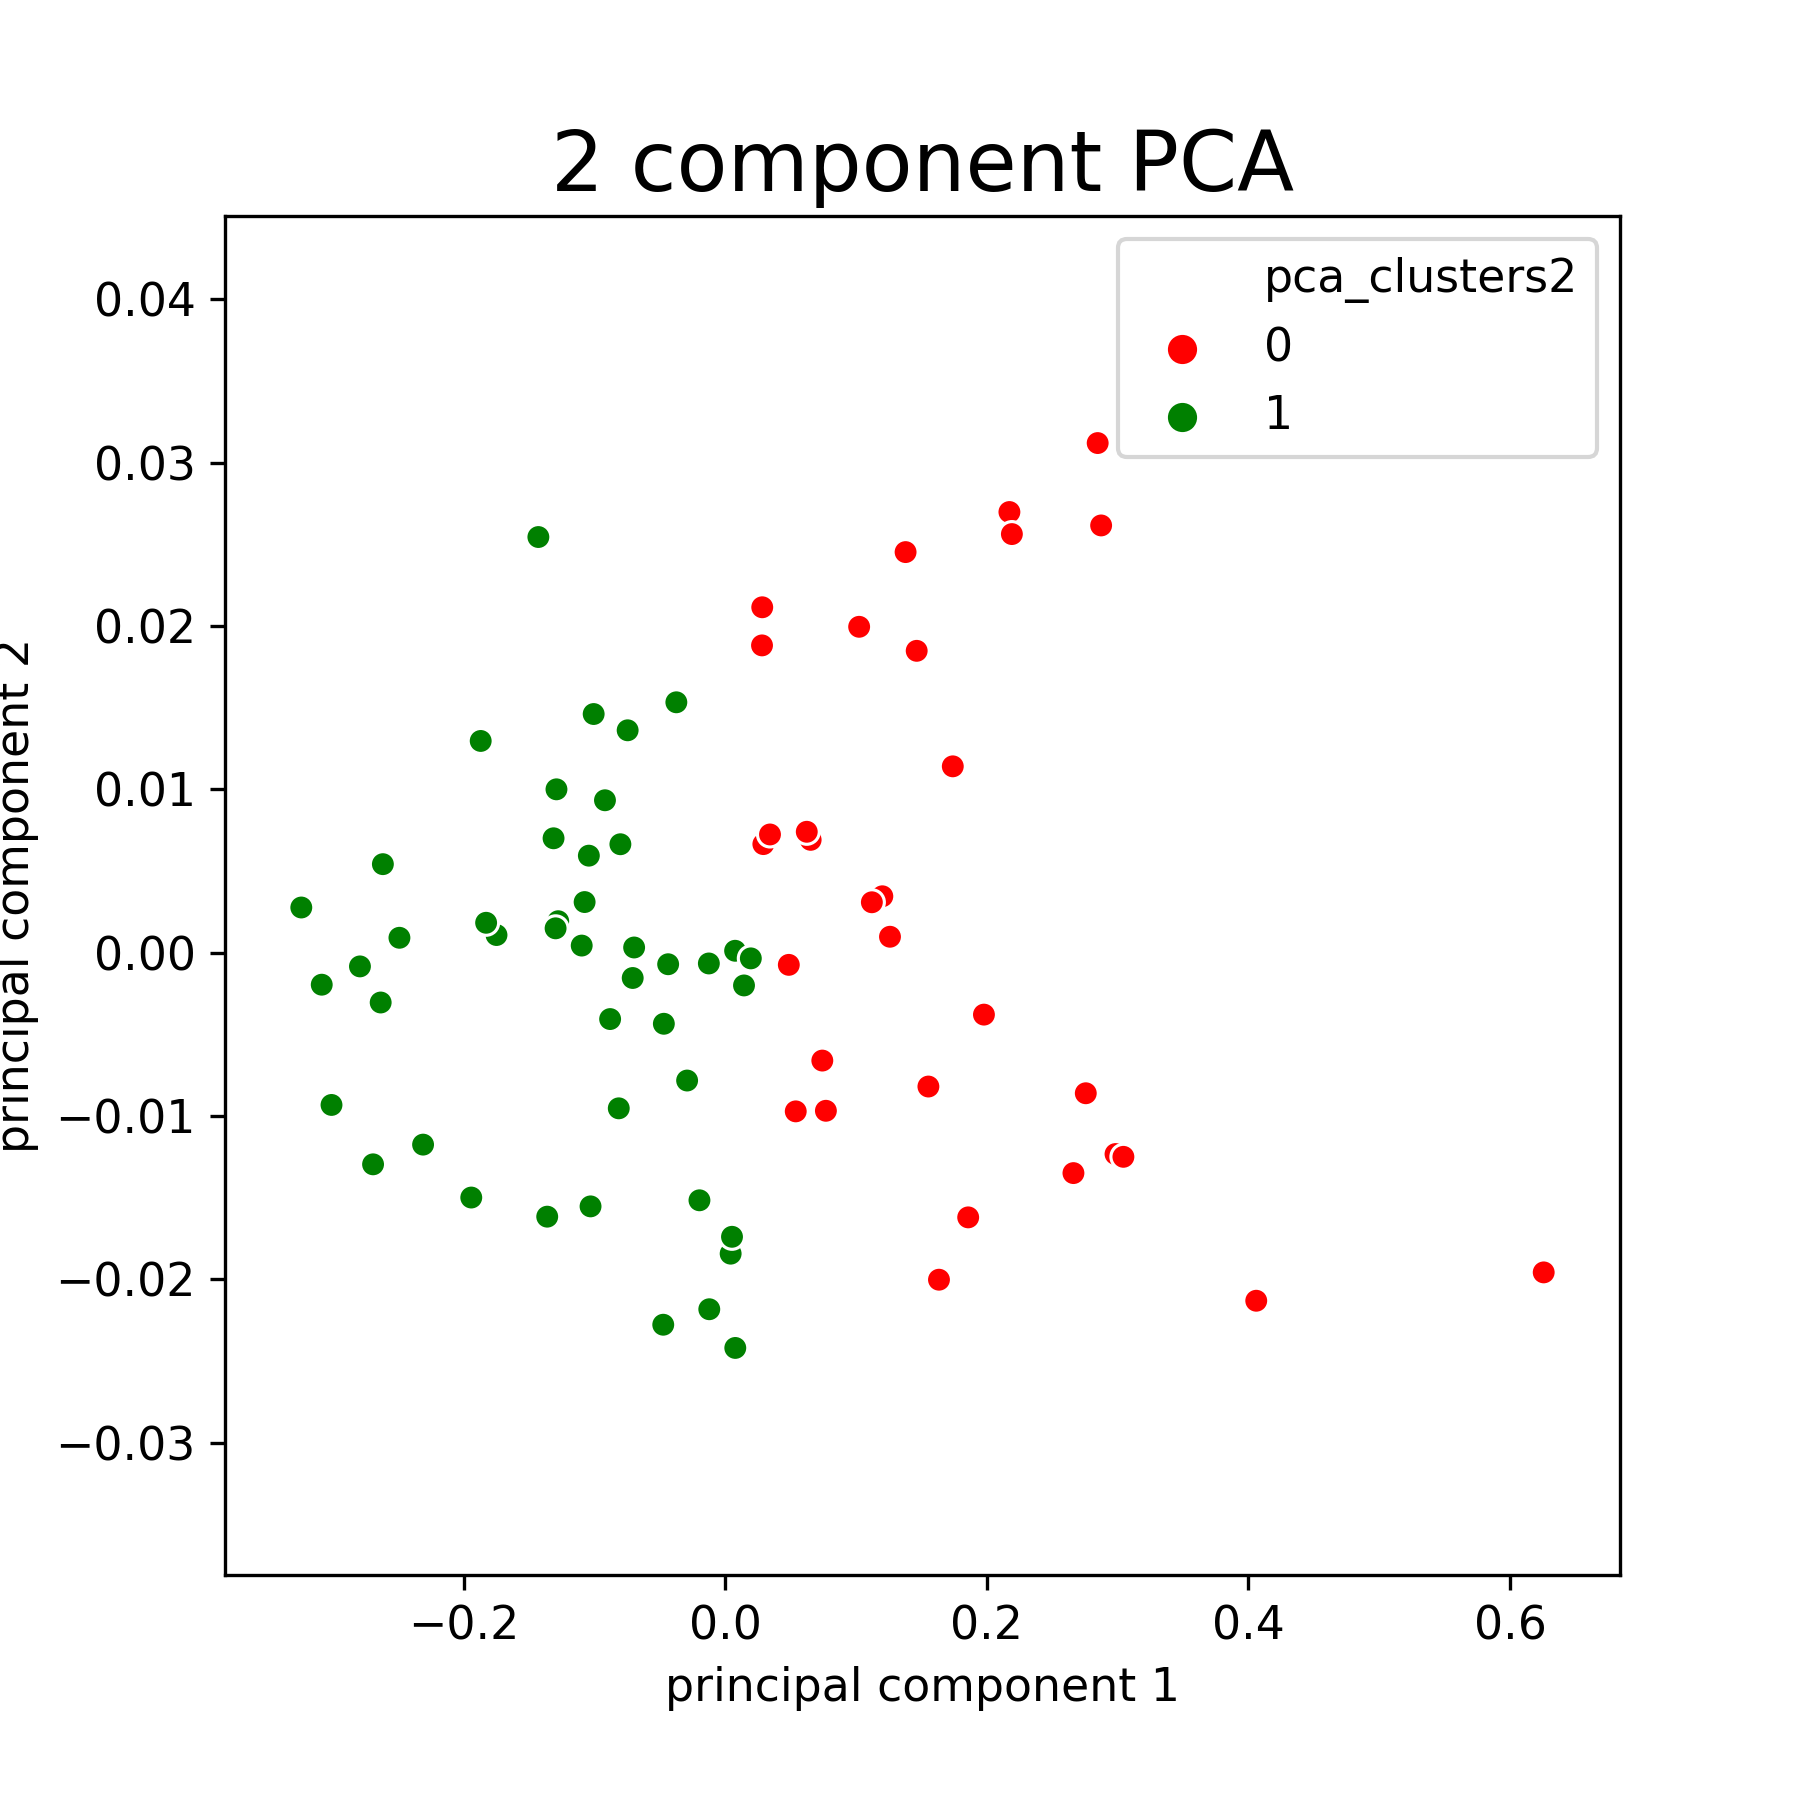 2 component PCA
pca_clusters2
0
1
0.04
0.03
0.02
0.01
0.00
−0.01
−0.02
−0.03
principal component 2
−0.2 0.0 0.2 0.4 0.6
principal component 1